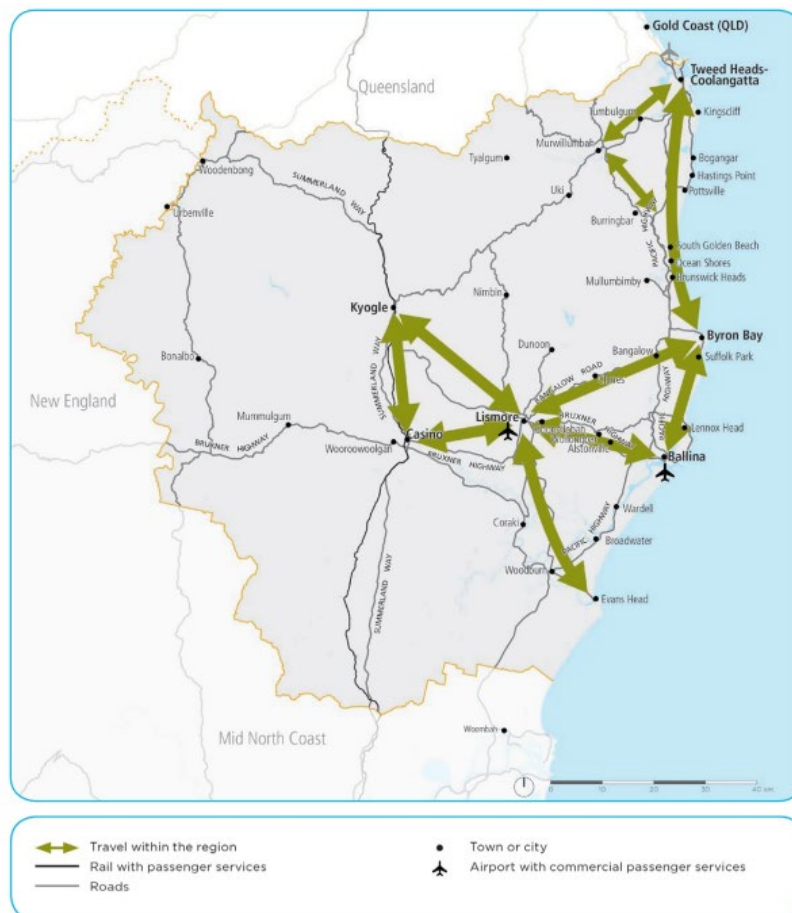 Gold Coast (QLD)
Tweed Heads-
Coolangatta
Queensland
Tumbulgum
Kingscliff
Murwillumbah
Tyalgum
Bogangar
Woodenbong
SUMMERLAND WAY
Hastings Point
Uki
Pottsville
Urbenville
Burringbar
PACIFIC
South Golden Beach
Ocean Shores
Mullumbimby
Brunswick Heads
Nimbin
Kyogle
Byron Bay
Dunoon
Bangalow
Suffolk Park
Bonalbo
SUMMERLAND WAY
BANGALOW ROAD
HIGHWAY
New England
Mummulgum
Lismore
BRUXNER HIGHWAY
PACIFIC
Lennox Head
Casino
Alstonville
BRUXNER HIGHWAY
Wooroowoolgan
Ballina
BRUXNER HIGHWAY
Wardell
Coraki
PACIFIC HIGHWAY
Broadwater
Woodburn
SUMMERLAND WAY
Evans Head
Mid North Coast
Woombah
0 10 20 30 40 km
Travel within the region
Town or city
Rail with passenger services
Airport with commercial passenger services
Roads